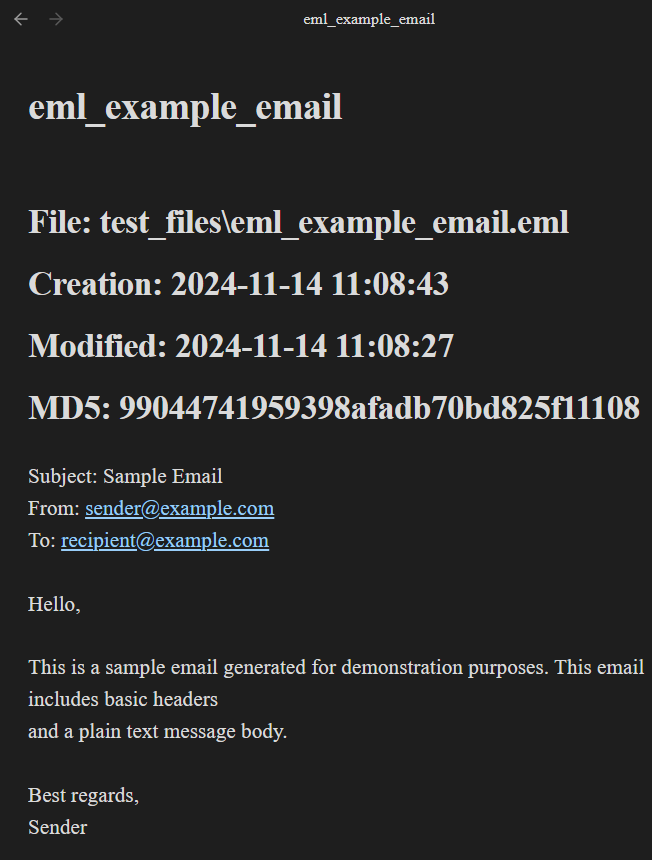 eml_example_email
eml_example_email
File: test_files\eml_example_email.eml
Creation: 2024-11-14 11:08:43
Modified: 2024-11-14 11:08:27
MD5: 99044741959398afadb70bd825f11108
Subject: Sample Email
From: sender@example.com
To: recipient@example.com
Hello,
This is a sample email generated for demonstration purposes. This email
includes basic headers
and a plain text message body.
Best regards,
Sender